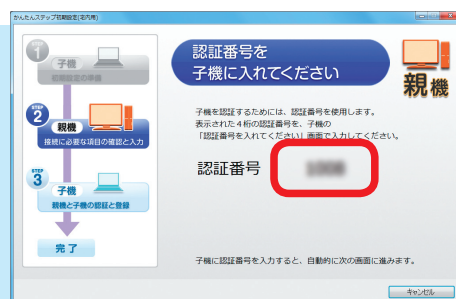 かんたんステップ初期設定(宅内用)
STEP
1
子機
初期設定の準備
STEP
2
親機
接続に必要な項目の確認と入力
STEP
3
子機
親機と子機の認証と登録
完了
認証番号を
子機に入れてください
親機
子機を認証するためには、認証番号を使用します。
表示された4桁の認証番号を、子機の
「認証番号を入れてください」画面で入力してください。
認証番号
子機に認証番号を入力すると、自動的に次の画面に進みます。
キャンセル